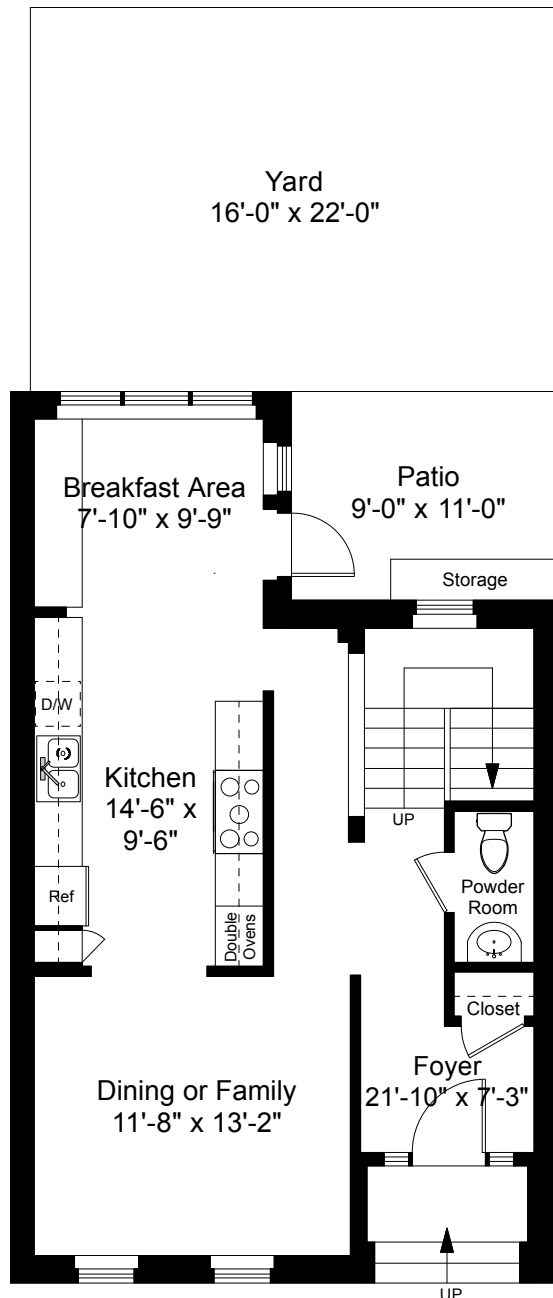 Yard
16'-0" x 22'-0"
Breakfast Area
7'-10" x 9'-9"
Patio
9'-0" x 11'-0"
Storage
D/W
Kitchen
14'-6" x
9'-6"
UP
Ref
Double
Ovens
Powder
Room
Closet
Foyer
21'-10" x 7'-3"
Dining or Family
11'-8" x 13'-2"
UP